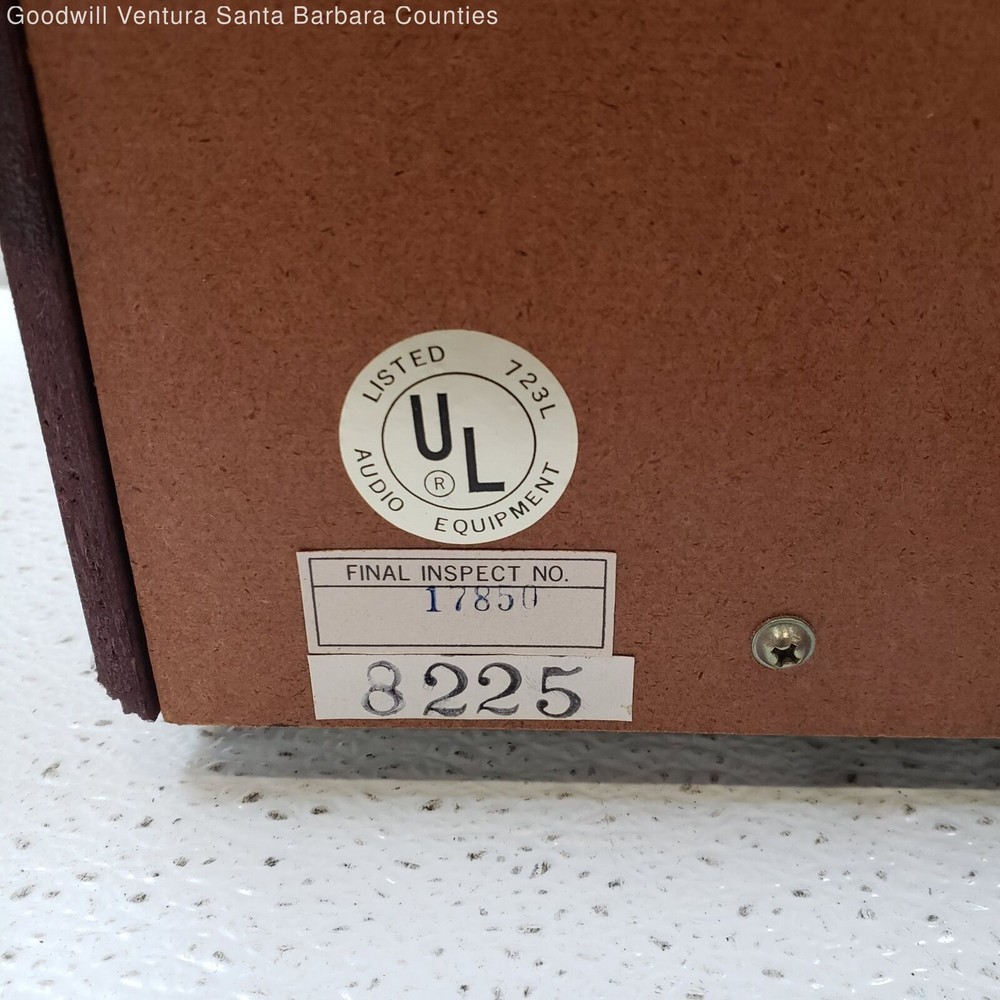 Goodwill Ventura Santa Barbara Counties
LISTED 723L
UL
®
AUDIO EQUIPMENT
FINAL INSPECT NO.
17850
8225